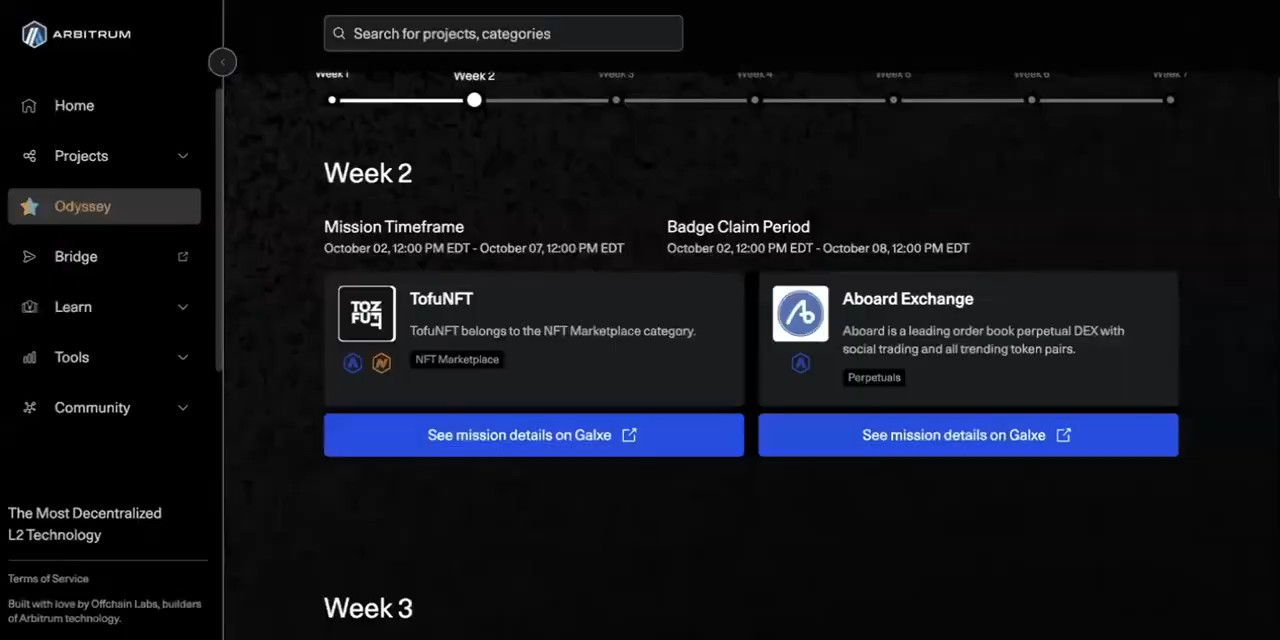 ARBITRUM
Search for projects, categories
Home
Projects
Odyssey
Bridge
Learn
Tools
Community
The Most Decentralized
L2 Technology
Terms of Service
Built with love by Offchain Labs, builders
of Arbitrum technology.
Week 1
Week 2
Week 3
Week 4
Week 5
Week 6
Week 7
Week 2
Mission Timeframe
October 02, 12:00 PM EDT - October 07, 12:00 PM EDT
Badge Claim Period
October 02, 12:00 PM EDT - October 08, 12:00 PM EDT
TOZ
FUしT
TofuNFT
TofuNFT belongs to the NFT Marketplace category.
NFT Marketplace
See mission details on Galxe
Aboard Exchange
Aboard is a leading order book perpetual DEX with
social trading and all trending token pairs.
Perpetuals
See mission details on Galxe
Week 3